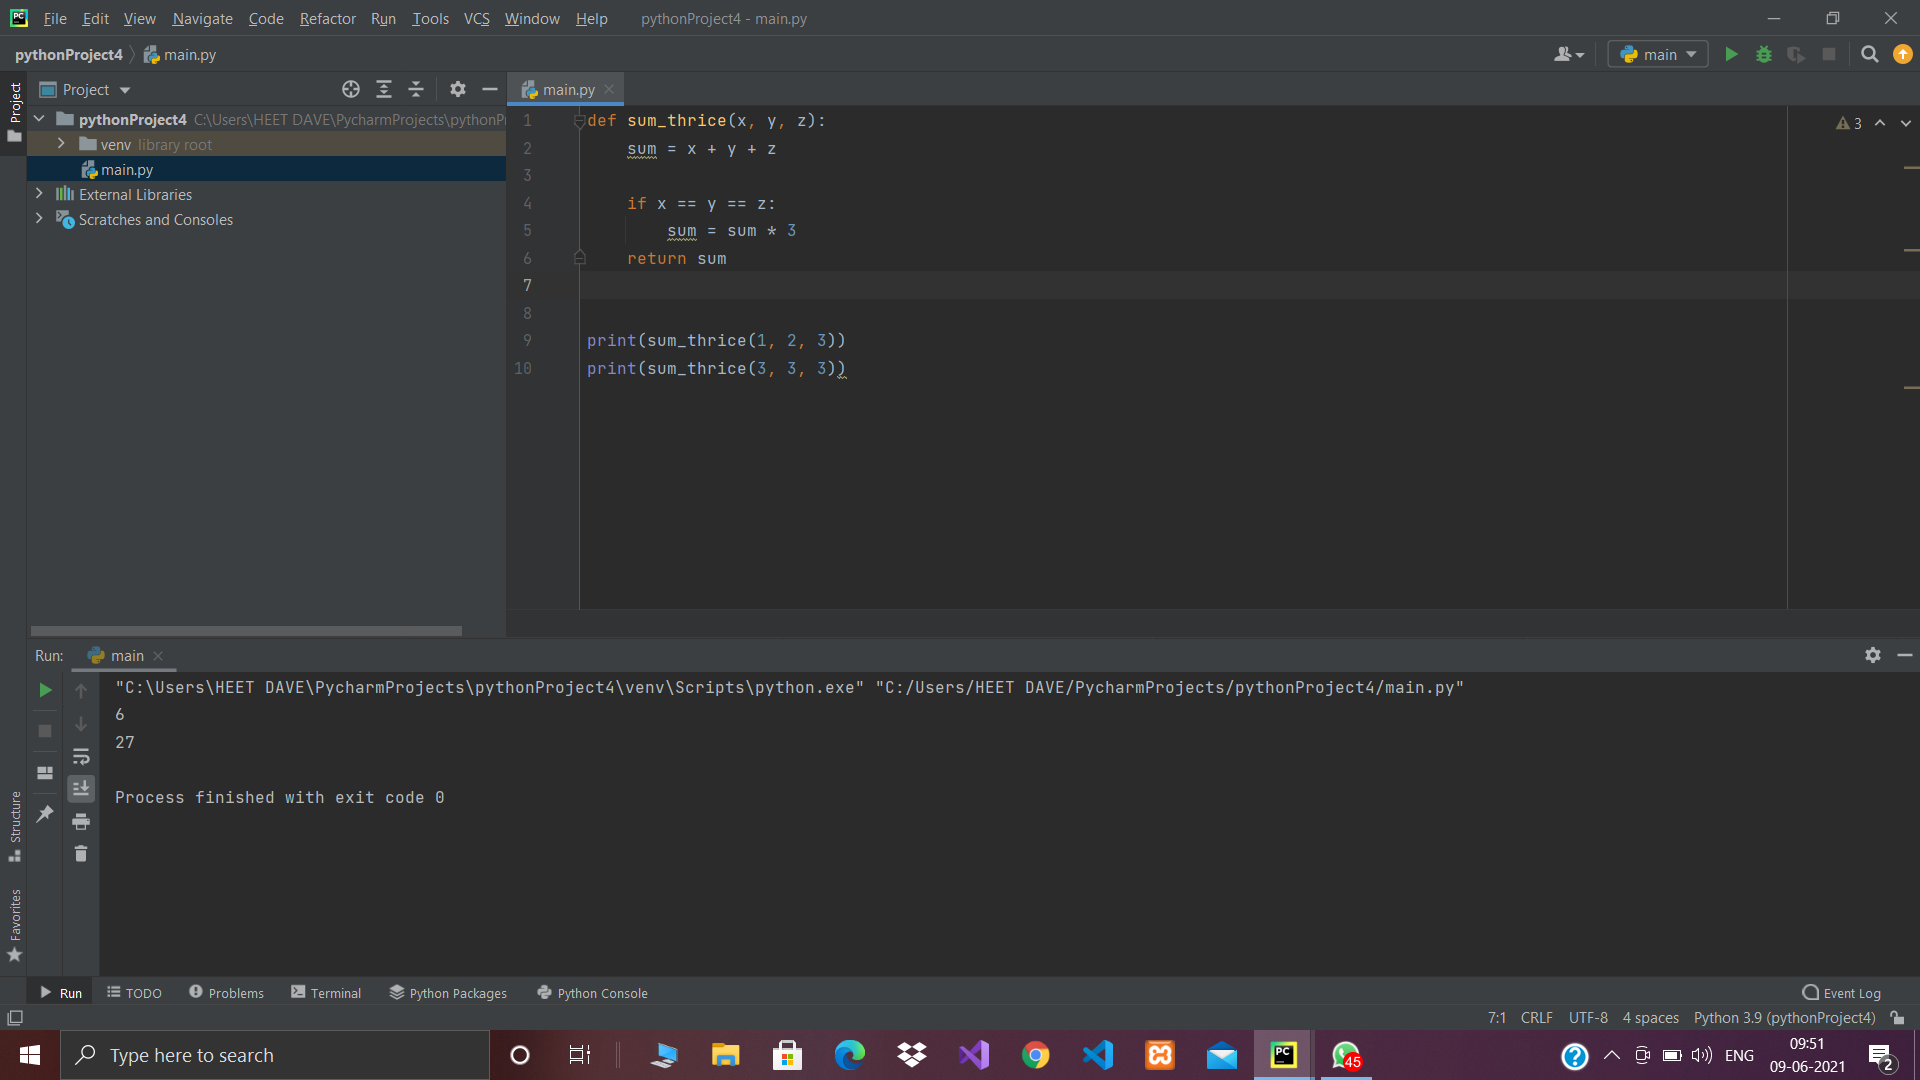 File Edit View Navigate Code Refactor Run Tools VCS Window Help pythonProject4 - main.py
pythonProject4 main.py
main
Project
Project
main.py
pythonProject4 C:\Users\HEET DAVE\PycharmProjects\pythonP
venv library root
main.py
External Libraries
Scratches and Consoles
3
1 def sum_thrice(x, y, z):
2 sum = x + y + z
3
4 if x == y == z:
5 sum = sum * 3
6 return sum
7
8
9 print(sum_thrice(1, 2, 3))
10 print(sum_thrice(3, 3, 3))
Run: main
"C:\Users\HEET DAVE\PycharmProjects\pythonProject4\venv\Scripts\python.exe" "C:/Users/HEET DAVE/PycharmProjects/pythonProject4/main.py"
6
27
Process finished with exit code 0
Structure
Favorites
Run TODO Problems Terminal Python Packages Python Console Event Log
7:1 CRLF UTF-8 4 spaces Python 3.9 (pythonProject4)
Type here to search
PC
45
ENG
09:51
09-06-2021
2